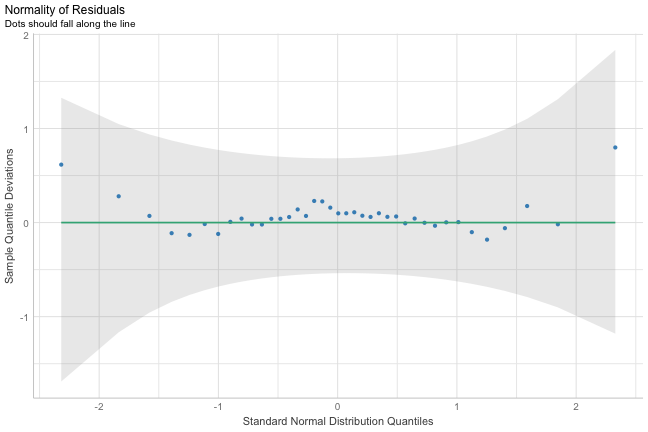 Normality of Residuals
Dots should fall along the line
2
1
0
-1
Sample Quantile Deviations
-2
-1
0
1
2
Standard Normal Distribution Quantiles